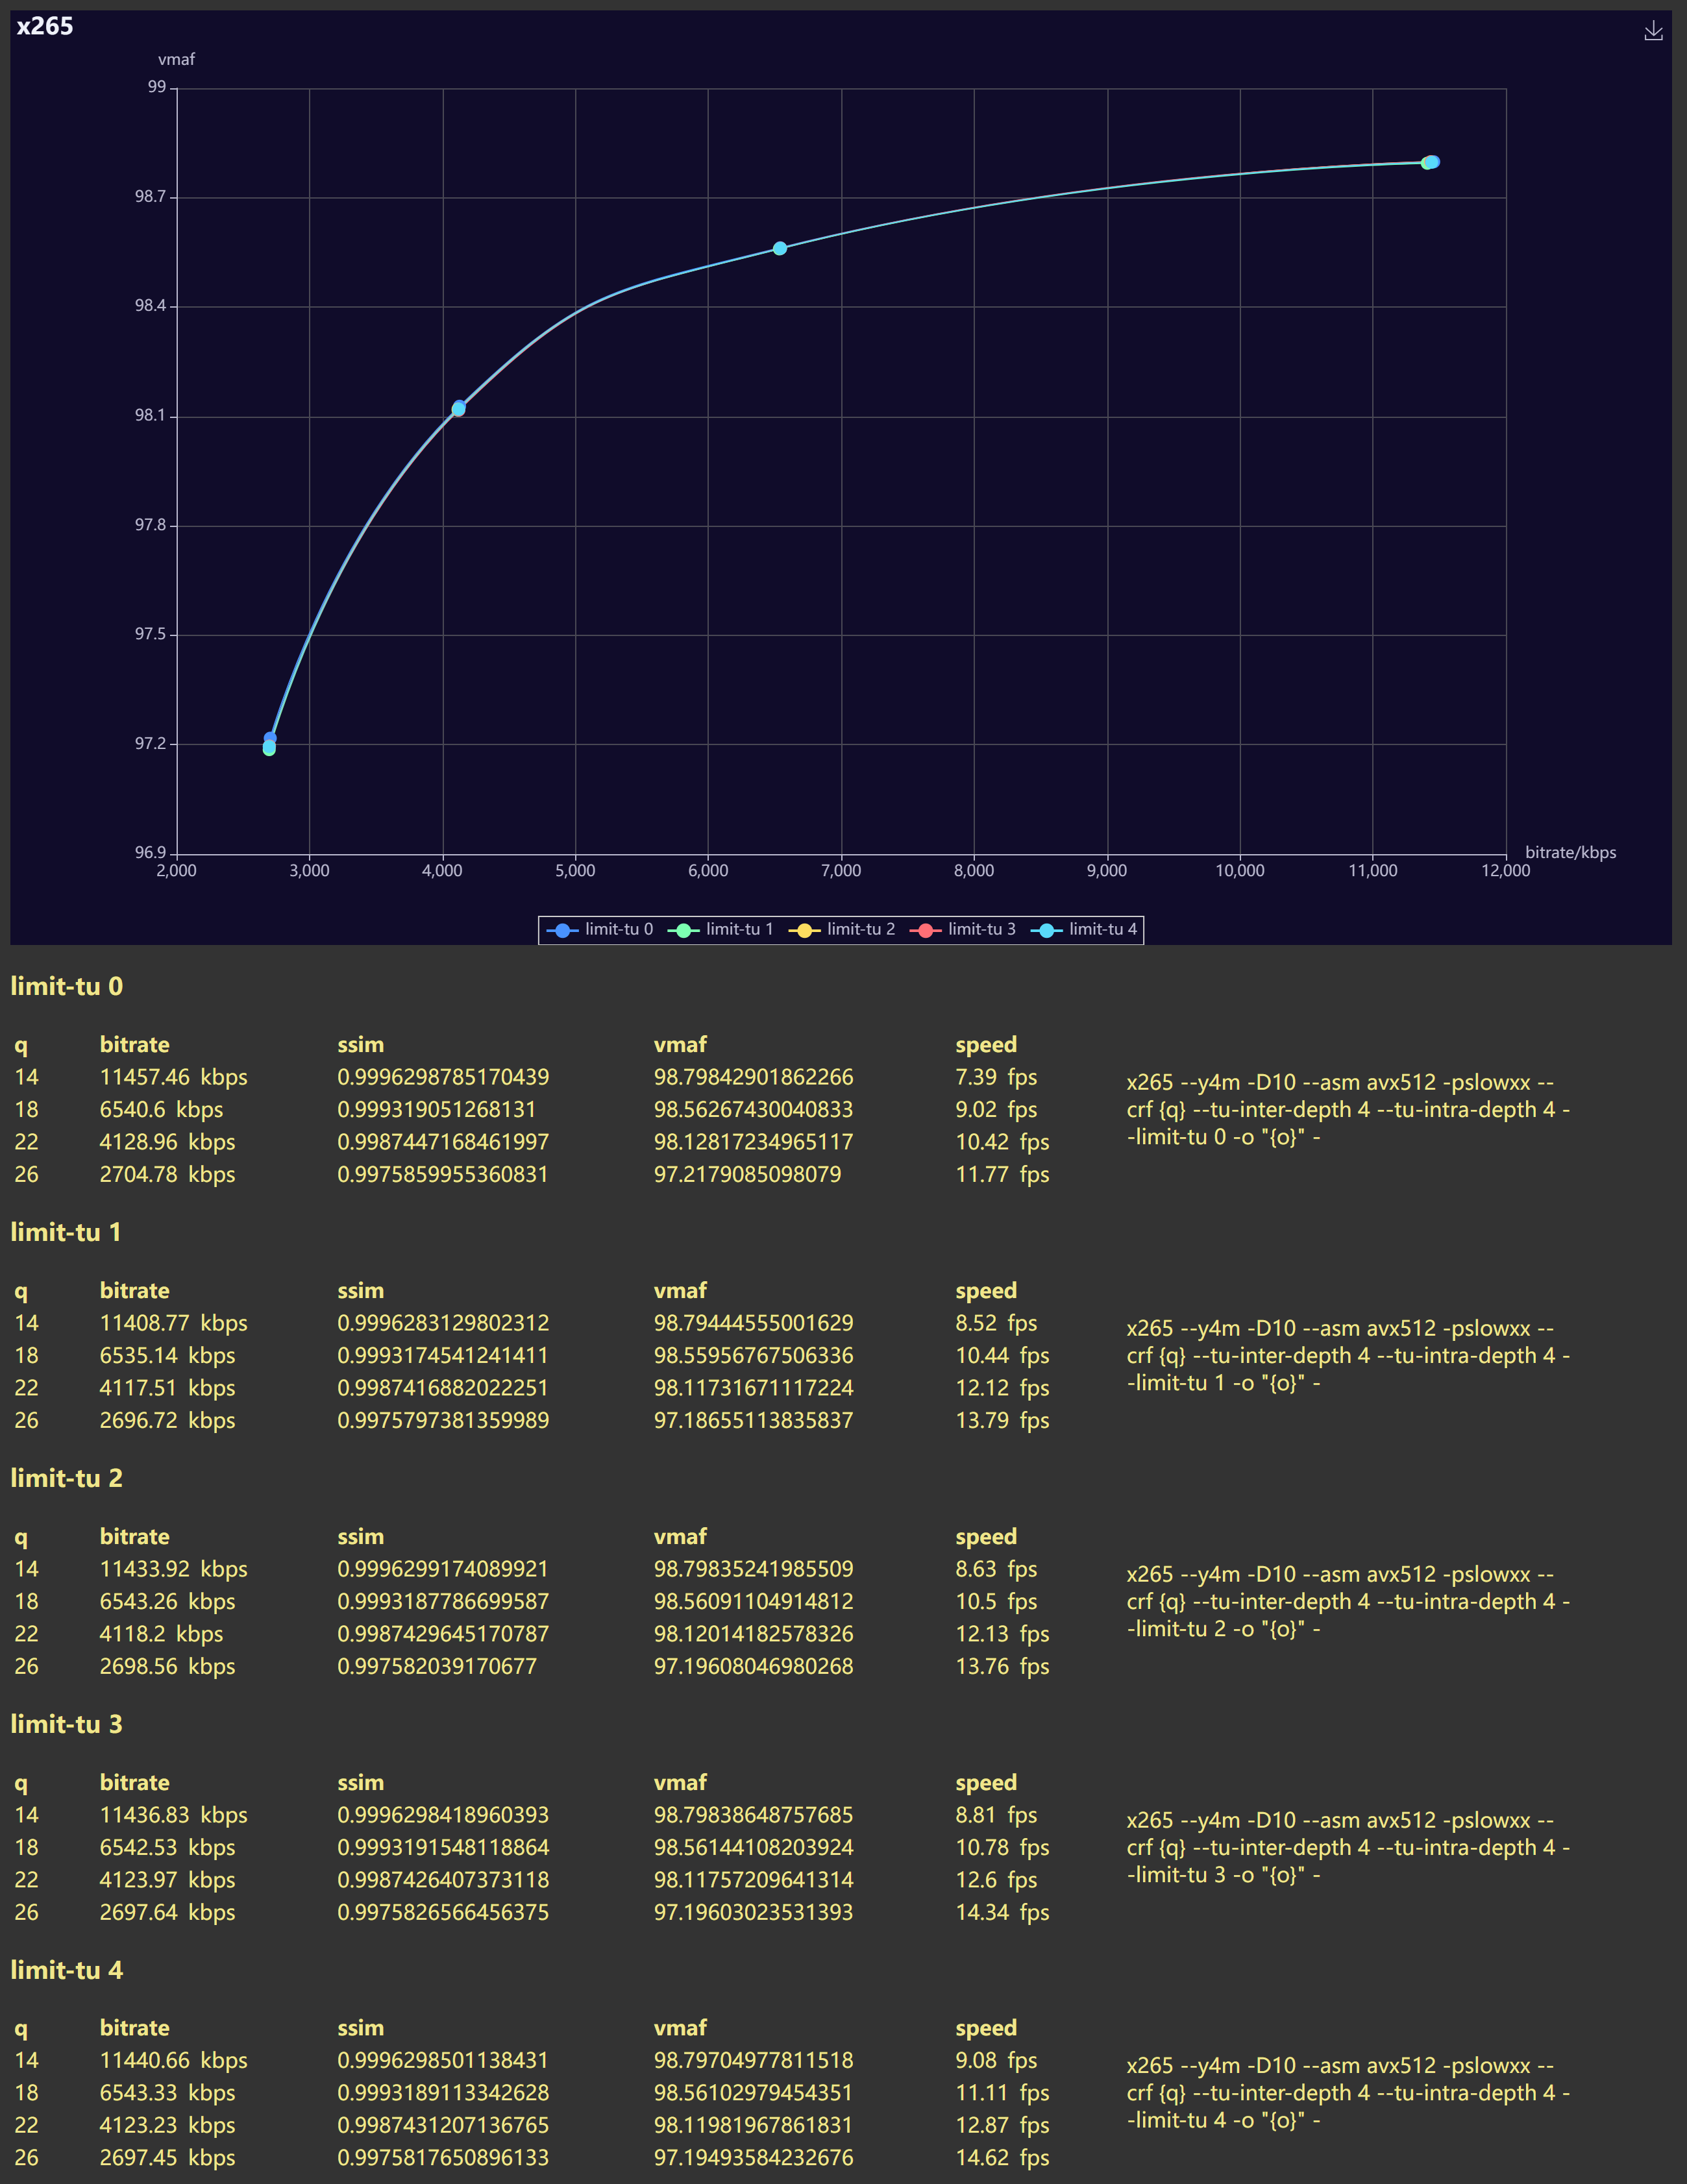 x265
vmaf
99
98.7
98.4
98.1
97.8
97.5
97.2
96.9
bitrate/kbps
2,000 3,000 4,000 5,000 6,000 7,000 8,000 9,000 10,000 11,000 12,000
limit-tu 0 limit-tu 1 limit-tu 2 limit-tu 3 limit-tu 4
limit-tu 0
q bitrate ssim vmaf speed
14 11457.46 kbps 0.9996298785170439 98.79842901862266 7.39 fps
18 6540.6 kbps 0.999319051268131 98.56267430040833 9.02 fps
22 4128.96 kbps 0.9987447168461997 98.12817234965117 10.42 fps
26 2704.78 kbps 0.9975859955360831 97.2179085098079 11.77 fps
x265 --y4m -D10 --asm avx512 -pslowxx --
crf {q} --tu-inter-depth 4 --tu-intra-depth 4 -
-limit-tu 0 -o "{o}" -
limit-tu 1
q bitrate ssim vmaf speed
14 11408.77 kbps 0.9996283129802312 98.79444555001629 8.52 fps
18 6535.14 kbps 0.9993174541241411 98.55956767506336 10.44 fps
22 4117.51 kbps 0.9987416882022251 98.11731671117224 12.12 fps
26 2696.72 kbps 0.9975797381359989 97.18655113835837 13.79 fps
x265 --y4m -D10 --asm avx512 -pslowxx --
crf {q} --tu-inter-depth 4 --tu-intra-depth 4 -
-limit-tu 1 -o "{o}" -
limit-tu 2
q bitrate ssim vmaf speed
14 11433.92 kbps 0.9996299174089921 98.79835241985509 8.63 fps
18 6543.26 kbps 0.9993187786699587 98.56091104914812 10.5 fps
22 4118.2 kbps 0.9987429645170787 98.12014182578326 12.13 fps
26 2698.56 kbps 0.997582039170677 97.19608046980268 13.76 fps
x265 --y4m -D10 --asm avx512 -pslowxx --
crf {q} --tu-inter-depth 4 --tu-intra-depth 4 -
-limit-tu 2 -o "{o}" -
limit-tu 3
q bitrate ssim vmaf speed
14 11436.83 kbps 0.9996298418960393 98.79838648757685 8.81 fps
18 6542.53 kbps 0.9993191548118864 98.56144108203924 10.78 fps
22 4123.97 kbps 0.9987426407373118 98.11757209641314 12.6 fps
26 2697.64 kbps 0.9975826566456375 97.19603023531393 14.34 fps
x265 --y4m -D10 --asm avx512 -pslowxx --
crf {q} --tu-inter-depth 4 --tu-intra-depth 4 -
-limit-tu 3 -o "{o}" -
limit-tu 4
q bitrate ssim vmaf speed
14 11440.66 kbps 0.9996298501138431 98.79704977811518 9.08 fps
18 6543.33 kbps 0.9993189113342628 98.56102979454351 11.11 fps
22 4123.23 kbps 0.9987431207136765 98.11981967861831 12.87 fps
26 2697.45 kbps 0.9975817650896133 97.19493584232676 14.62 fps
x265 --y4m -D10 --asm avx512 -pslowxx --
crf {q} --tu-inter-depth 4 --tu-intra-depth 4 -
-limit-tu 4 -o "{o}" -